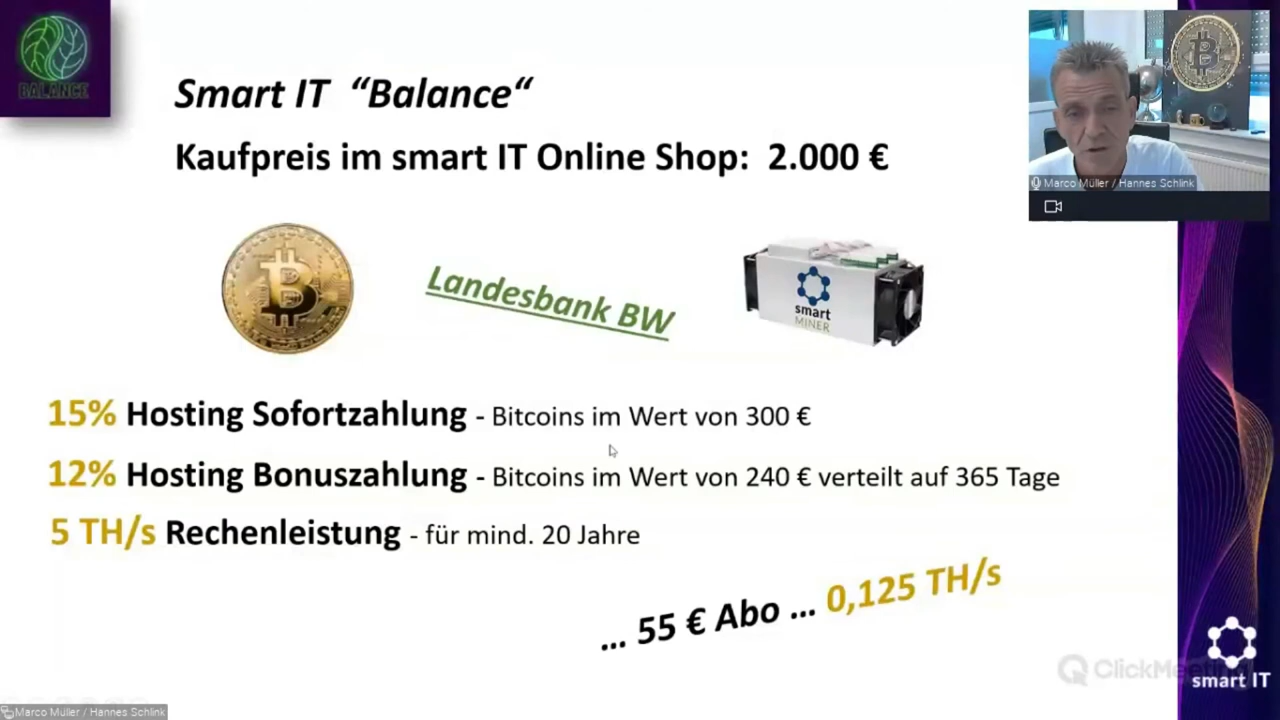 BALANCE
Smart IT “Balance“
Kaufpreis im smart IT Online Shop: 2.000 €
Marco Müller / Hannes Schlink
Landesbank BW
smart
MINER
15% Hosting Sofortzahlung - Bitcoins im Wert von 300 €
12% Hosting Bonuszahlung - Bitcoins im Wert von 240 € verteilt auf 365 Tage
5 TH/s Rechenleistung - für mind. 20 Jahre
... 55 € Abo ... 0,125 TH/s
ClickMeeting
smart IT
Marco Müller / Hannes Schlink